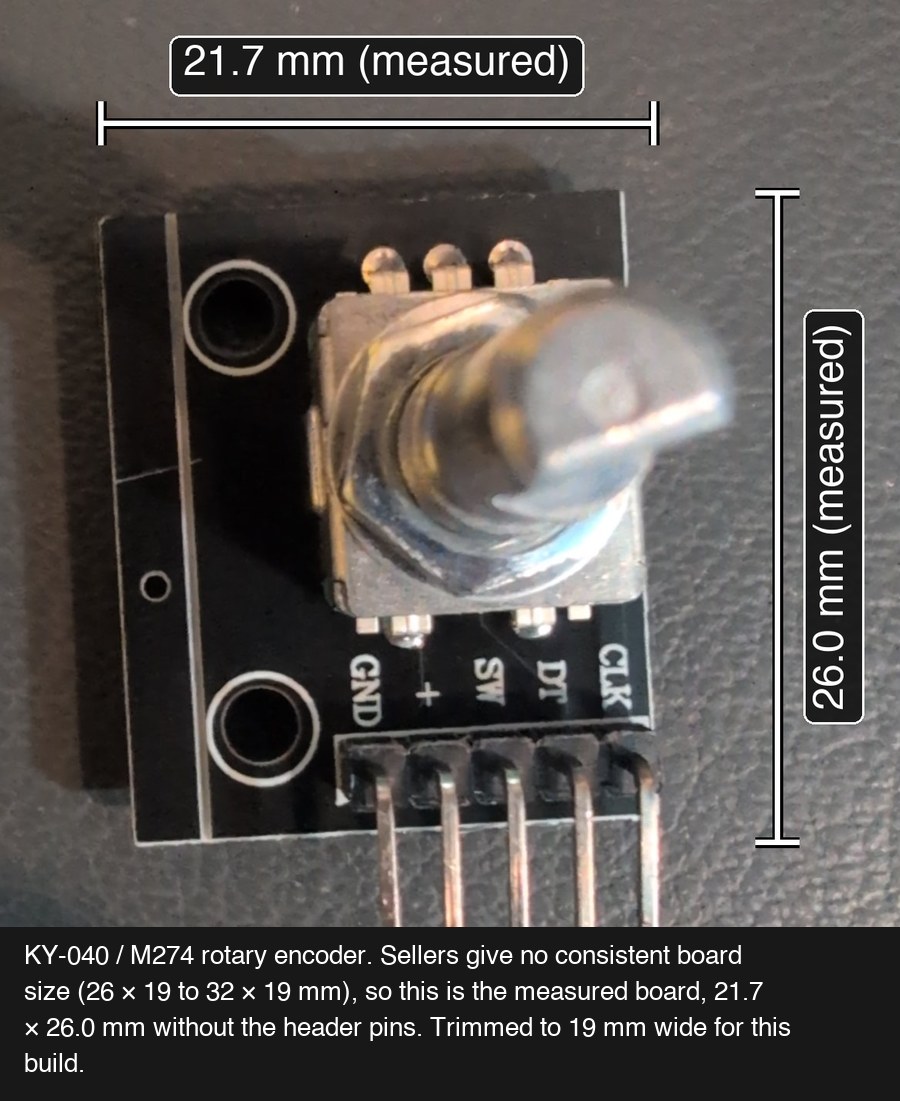 21.7 mm (measured)
26.0 mm (measured)
GND
+
SW
DT
CLK
KY-040 / M274 rotary encoder. Sellers give no consistent board
size (26 × 19 to 32 × 19 mm), so this is the measured board, 21.7
× 26.0 mm without the header pins. Trimmed to 19 mm wide for this
build.